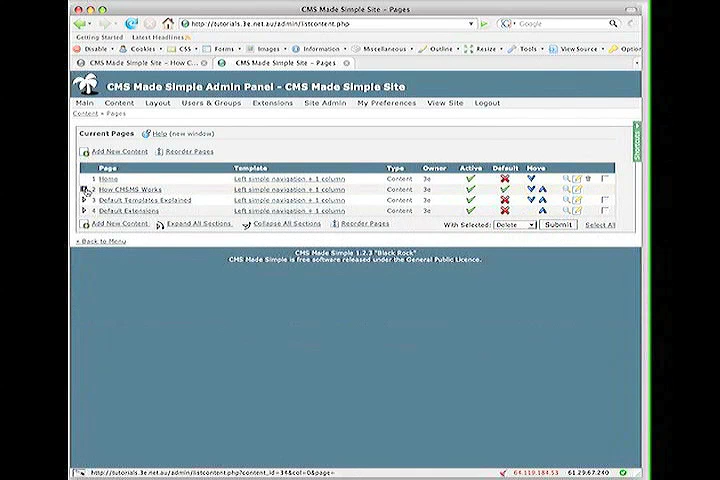 CMS Made Simple Site - Pages
http://tutorials.3e.net.au/admin/listcontent.php
Google
Getting Started Latest Headlines
Disable Cookies CSS Forms Images Information Miscellaneous Outline Resize Tools View Source Option
CMS Made Simple Site - How C... CMS Made Simple Site - Pages
CMS Made Simple Admin Panel - CMS Made Simple Site
Main Content Layout Users & Groups Extensions Site Admin My Preferences View Site Logout
Content » Pages
Shortcuts
Current Pages Help (new window)
Add New Content Reorder Pages
Page Template Type Owner Active Default Move
1 Home Left simple navigation + 1 column Content 3e
2 How CMSMS Works Left simple navigation + 1 column Content 3e
3 Default Templates Explained Left simple navigation + 1 column Content 3e
4 Default Extensions Left simple navigation + 1 column Content 3e
Add New Content Expand All Sections Collapse All Sections Reorder Pages With Selected: Delete Submit Select All
« Back to Menu
CMS Made Simple 1.2.3 "Black Rock"
CMS Made Simple is free software released under the General Public Licence.
http://tutorials.3e.net.au/admin/listcontent.php?content_id=34&col=0&page= 64.119.184.53 61.29.67.240